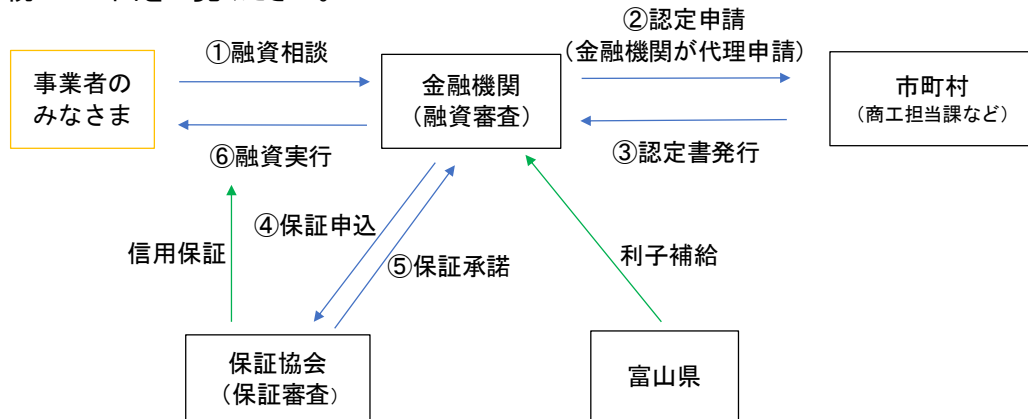 ①融資相談
②認定申請
(金融機関が代理申請)
事業者の
みなさま
金融機関
(融資審査)
市町村
(商工担当課など)
⑥融資実行
③認定書発行
④保証申込
信用保証
⑤保証承諾
利子補給
保証協会
(保証審査)
富山県